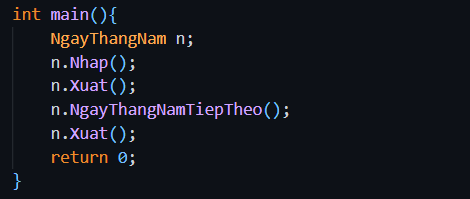 int main(){
NgayThangNam n;
n.Nhap();
n.Xuat();
n.NgayThangNamTiepTheo();
n.Xuat();
return 0;
}